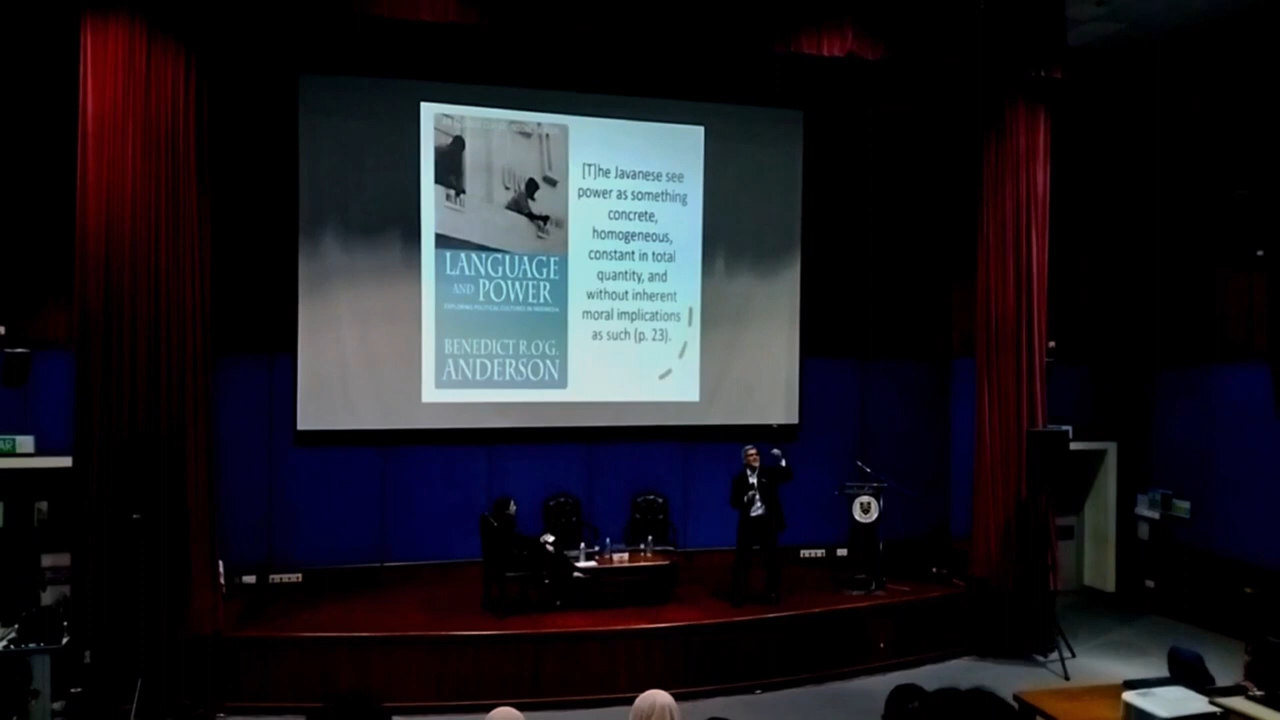 LANGUAGE
AND POWER
EXPLORING POLITICAL CULTURES IN INDONESIA
BENEDICT R.O'G.
ANDERSON
[T]he Javanese see
power as something
concrete,
homogeneous,
constant in total
quantity, and
without inherent
moral implications
as such (p. 23).